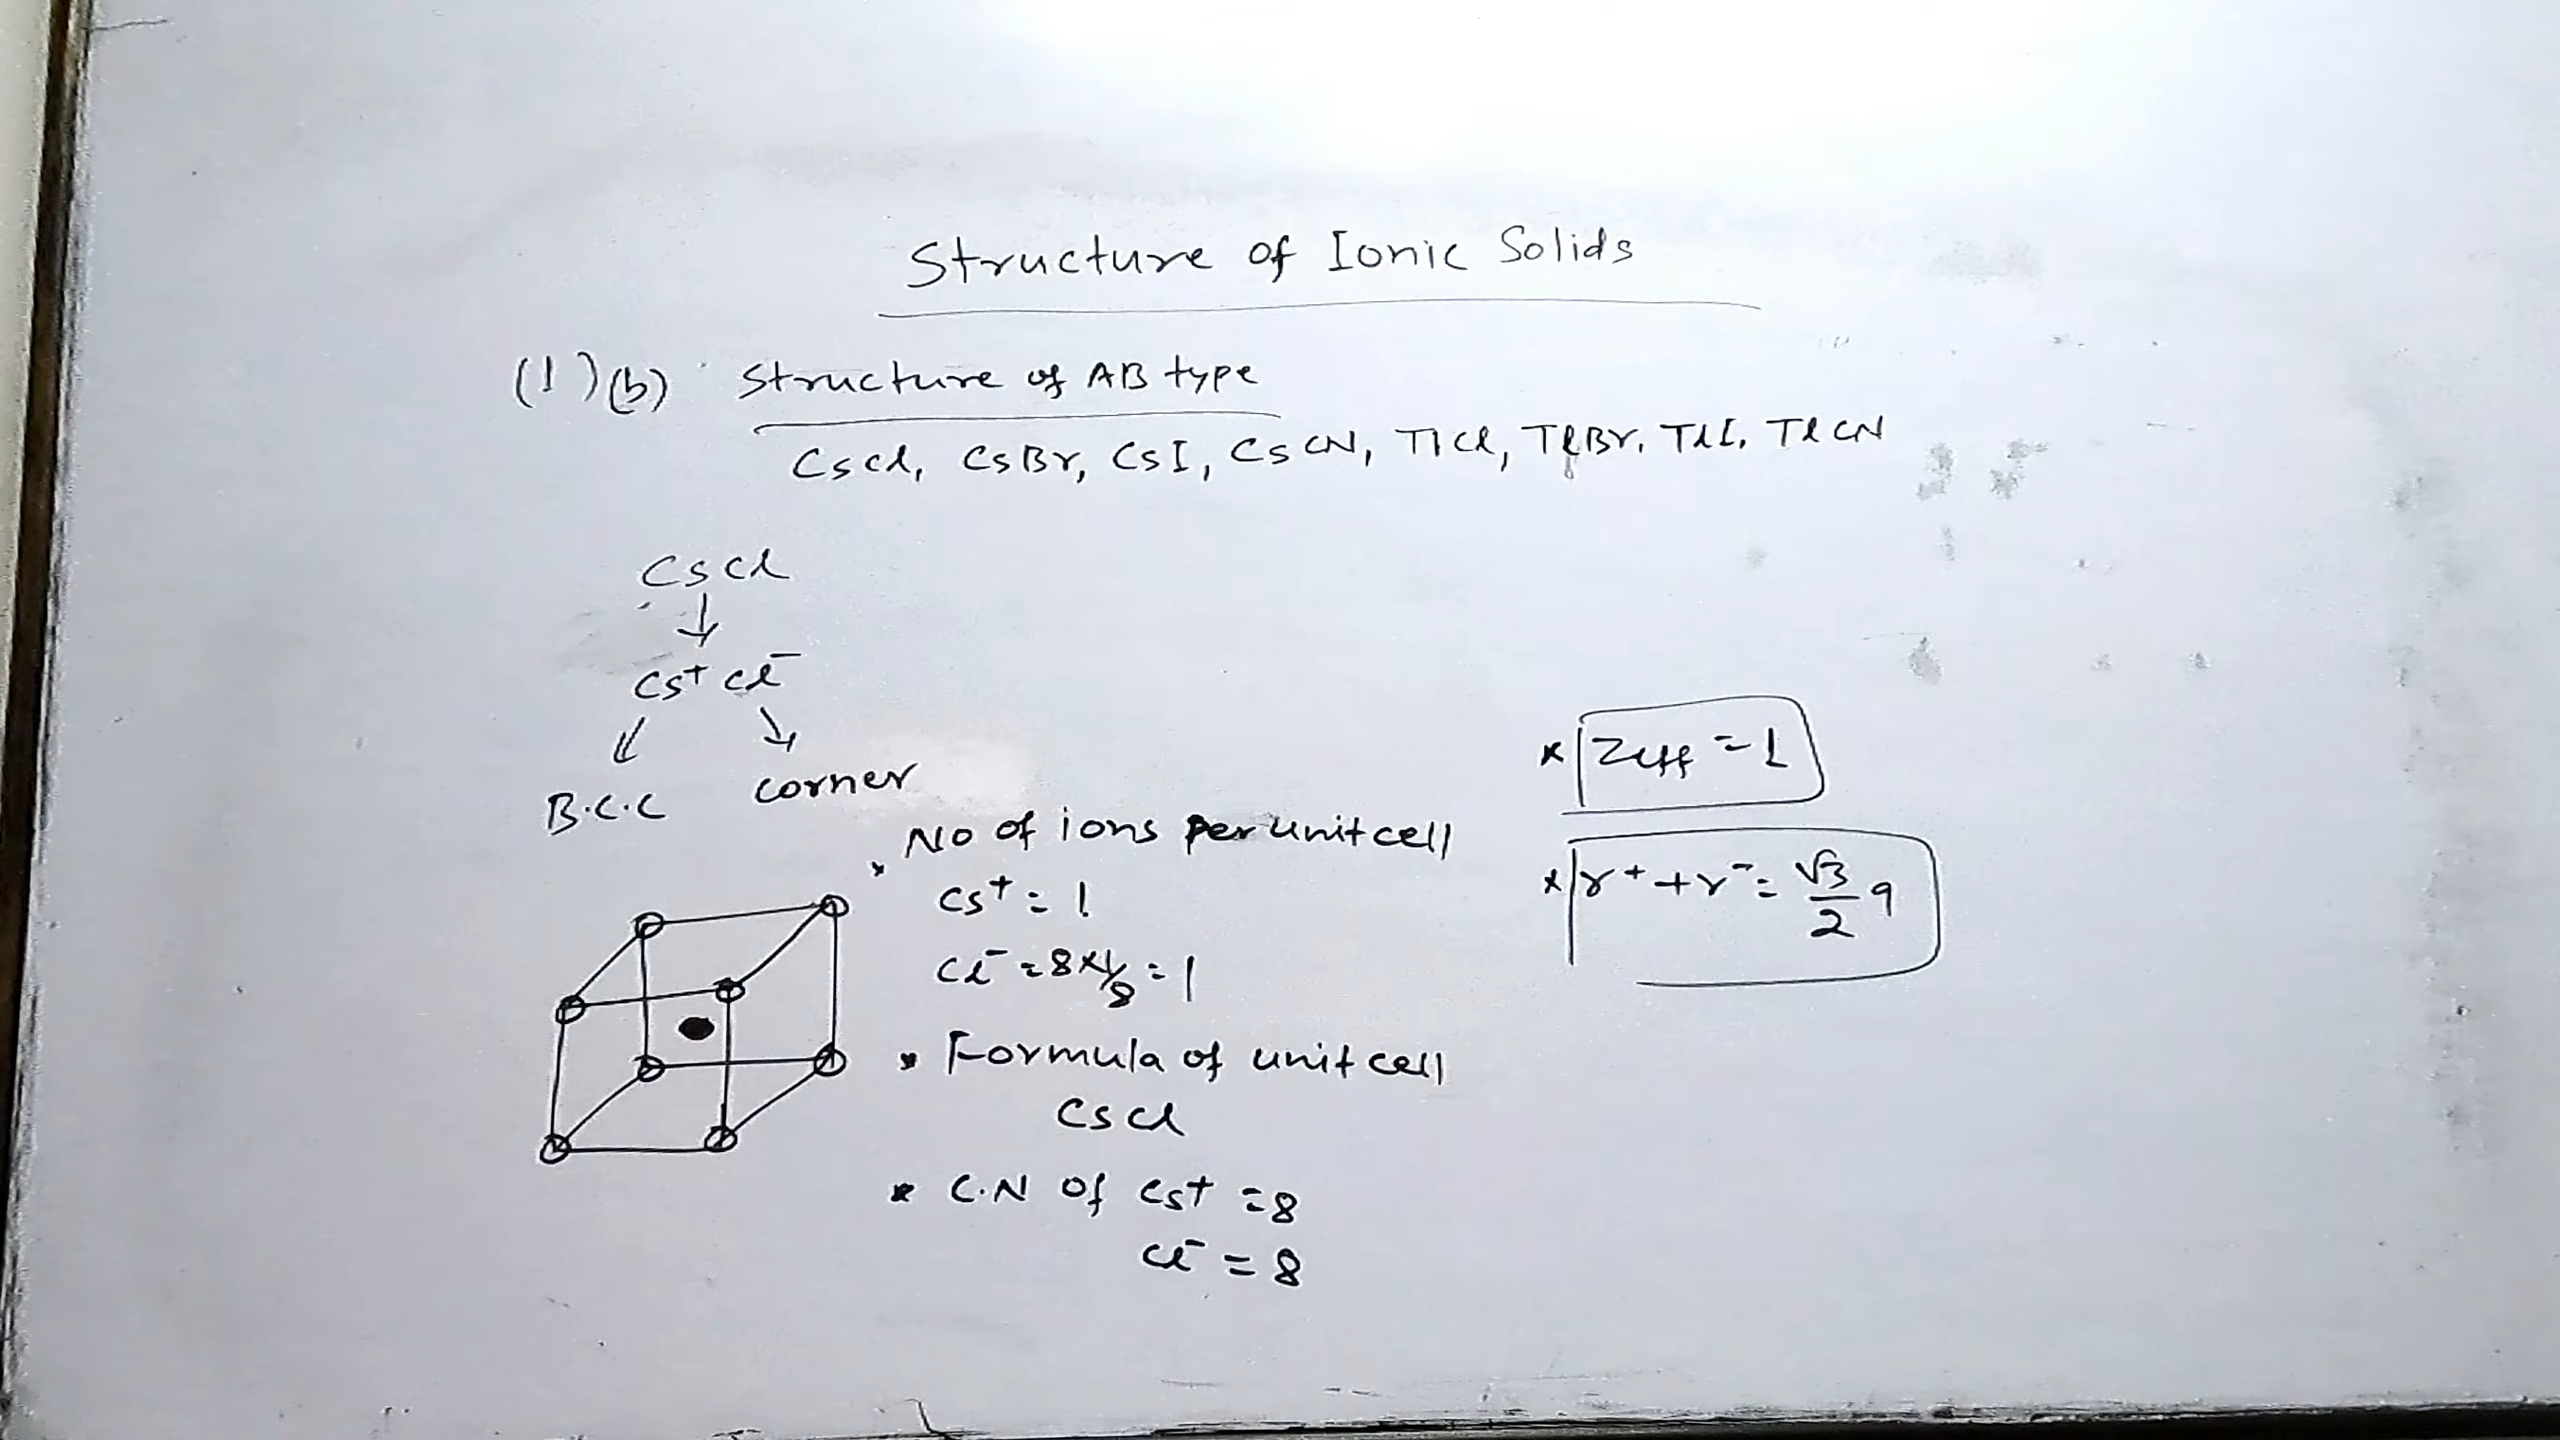 Structure of Ionic Solids
(1)(b) Structure of AB type
CsCl, CsBr, CsI, CsCN, TlCl, TlBr, TlI, TlCN
CsCl
↓
Cs⁺ Cl⁻
↙ ↘
B.C.C corner
* No of ions per unit cell
Cs⁺ = 1
Cl⁻ = 8×1/8 = 1
* Formula of unit cell
CsCl
* C.N of Cs⁺ = 8
Cl⁻ = 8
* Zeff = 1
* r⁺ + r⁻ = √3/2 a